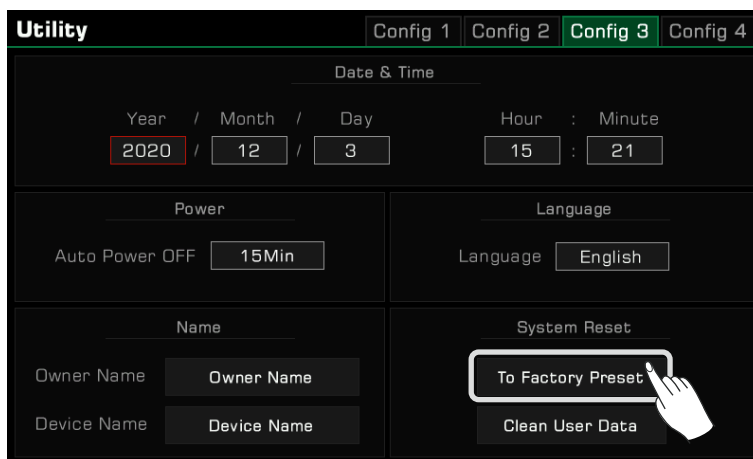 Utility
Config 1 Config 2 Config 3 Config 4
Date & Time
Year / Month / Day Hour : Minute
2020 / 12 / 3 15 : 21
Power
Auto Power OFF 15Min
Language
Language English
Name
Owner Name Owner Name
Device Name Device Name
System Reset
To Factory Preset
Clean User Data